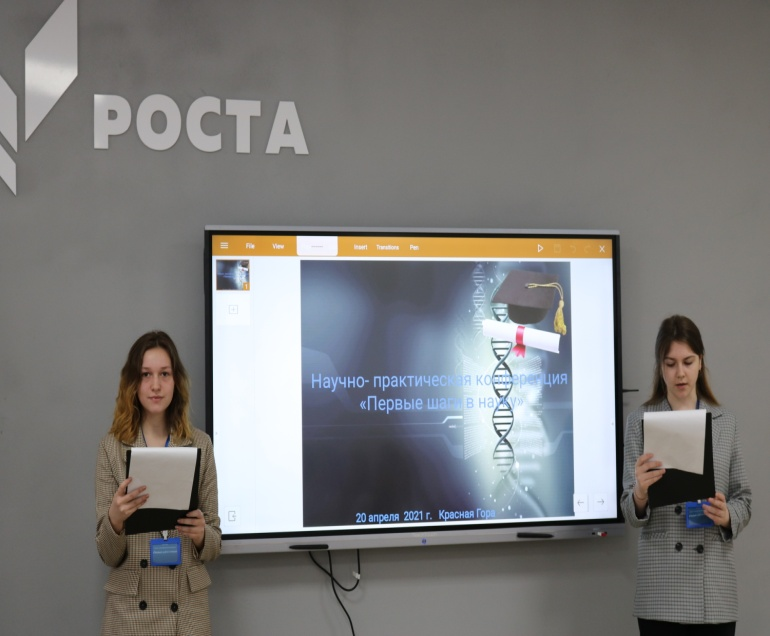 РОСТА
File View Insert Transitions Pen
Научно- практическая конференция
«Первые шаги в науку»
20 апреля 2021 г. Красная Гора